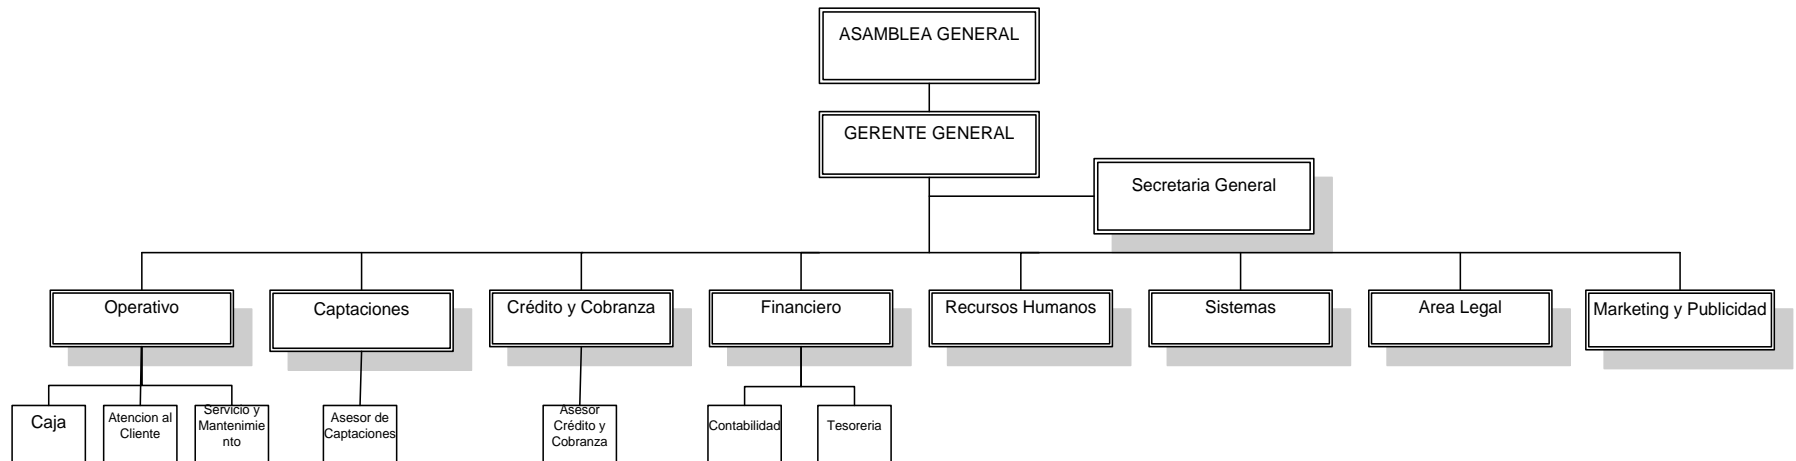 ASAMBLEA GENERAL
GERENTE GENERAL
Secretaria General
Operativo
Captaciones
Crédito y Cobranza
Financiero
Recursos Humanos
Sistemas
Area Legal
Marketing y Publicidad
Caja
Atencion al
Cliente
Servicio y
Mantenimie
nto
Asesor de
Captaciones
Asesor
Crédito y
Cobranza
Contabilidad
Tesoreria